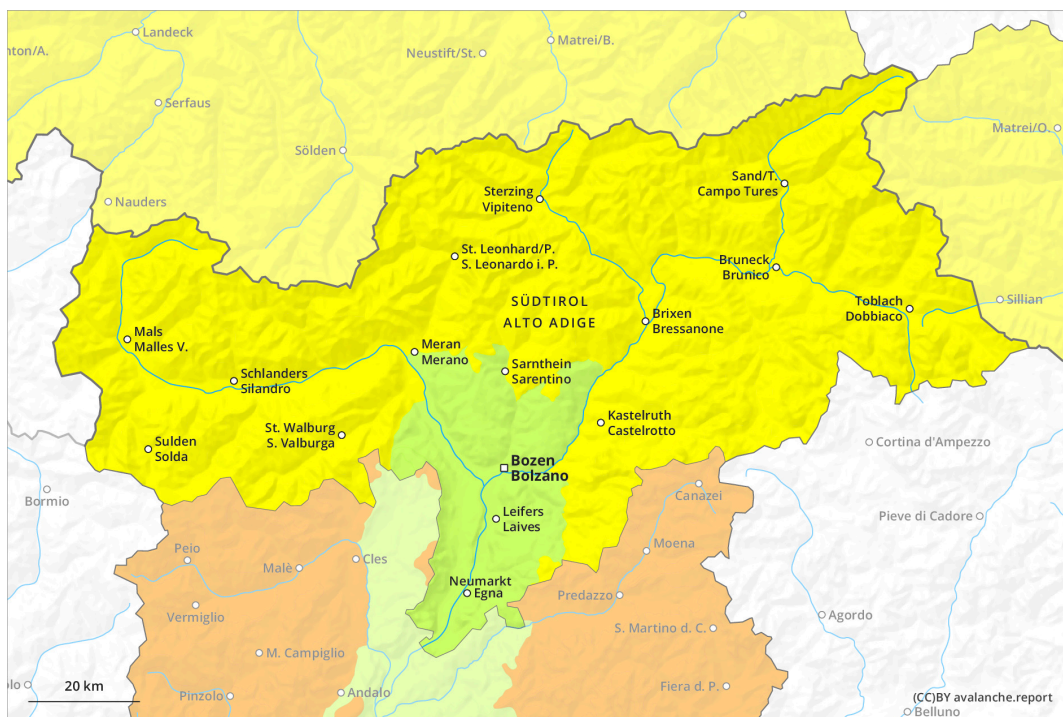 Landeck
Matrei/B.
nton/A.
Neustift/St.
Serfaus
Matrei/O.
Sölden
Sand/T.
Campo Tures
Sterzing
Vipiteno
Nauders
St. Leonhard/P.
S. Leonardo i. P.
Bruneck
Brunico
SÜDTIROL
ALTO ADIGE
Toblach
Dobbiaco
Sillian
Brixen
Bressanone
Mals
Malles V.
Meran
Merano
Sarnthein
Sarentino
Schlanders
Silandro
Kastelruth
Castelrotto
St. Walburg
S. Valburga
Sulden
Solda
Cortina d'Ampezzo
Bozen
Bolzano
Bormio
Canazei
Leifers
Laives
Pieve di Cadore
Peio
Cles
Moena
Malè
Neumarkt
Egna
Predazzo
Vermiglio
Agordo
S. Martino d. C.
M. Campiglio
20 km
olo
Pinzolo
Andalo
Fiera d. P.
(CC)BY avalanche.report
Belluno